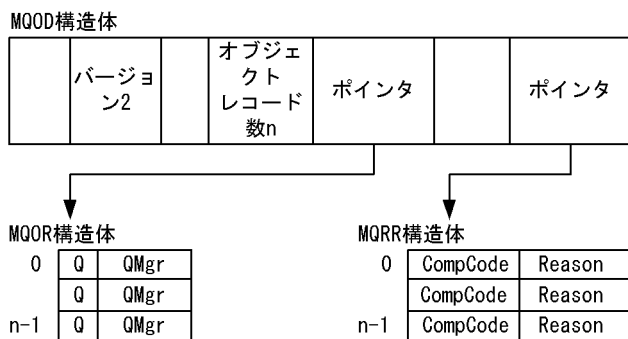 MQOD構造体
バージョ
ン2
オブジェ
クト
レコード
数n
ポインタ
ポインタ
MQOR構造体
0 Q QMgr
Q QMgr
n-1 Q QMgr
MQRR構造体
0 CompCode Reason
CompCode Reason
n-1 CompCode Reason